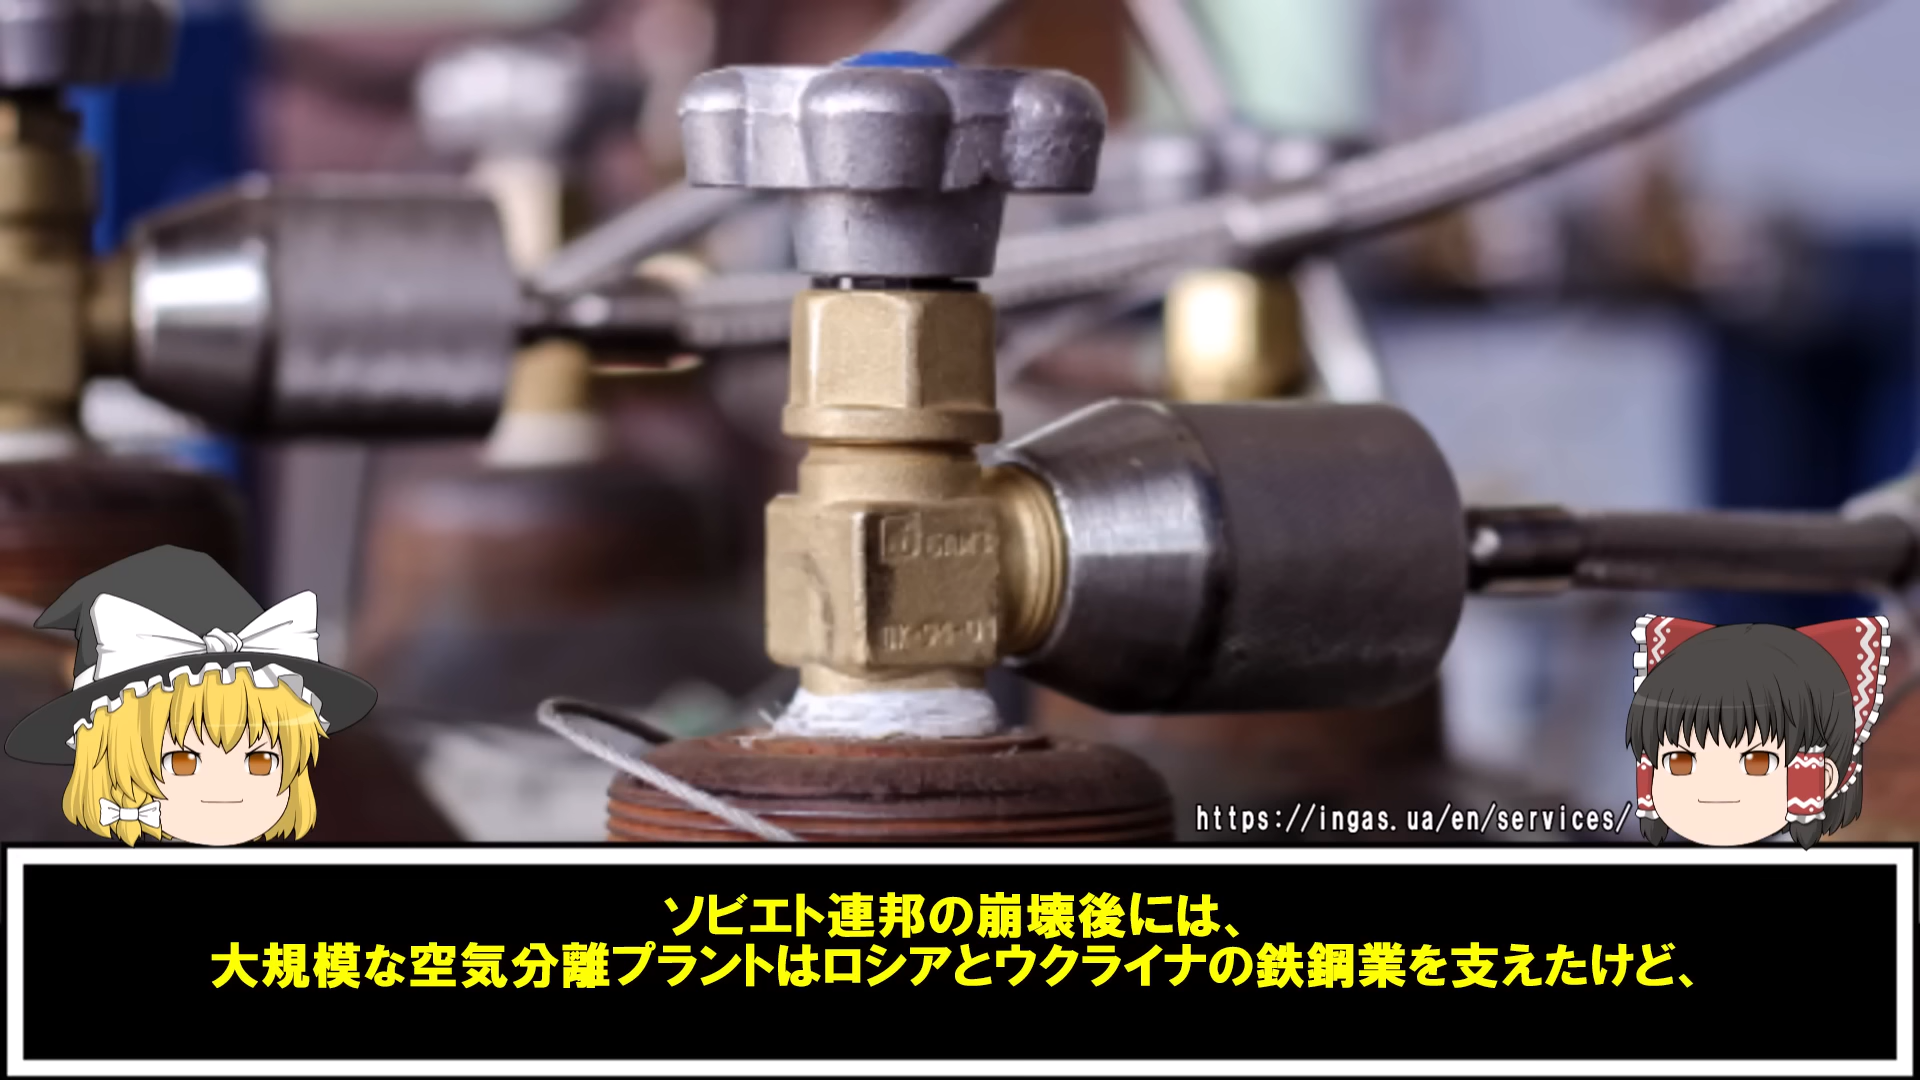 https://ingas.ua/en/services/
ソビエト連邦の崩壊後には、
大規模な空気分離プラントはロシアとウクライナの鉄鋼業を支えたけど、